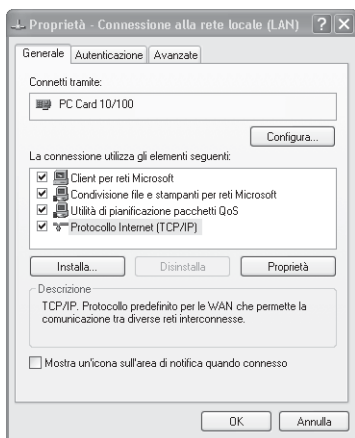 Proprietà - Connessione alla rete locale (LAN)
Generale Autenticazione Avanzate
Connetti tramite:
PC Card 10/100
Configura...
La connessione utilizza gli elementi seguenti:
Client per reti Microsoft
Condivisione file e stampanti per reti Microsoft
Utilità di pianificazione pacchetti QoS
Protocollo Internet (TCP/IP)
Installa... Disinstalla Proprietà
Descrizione
TCP/IP. Protocollo predefinito per le WAN che permette la
comunicazione tra diverse reti interconnesse.
Mostra un'icona sull'area di notifica quando connesso
OK Annulla